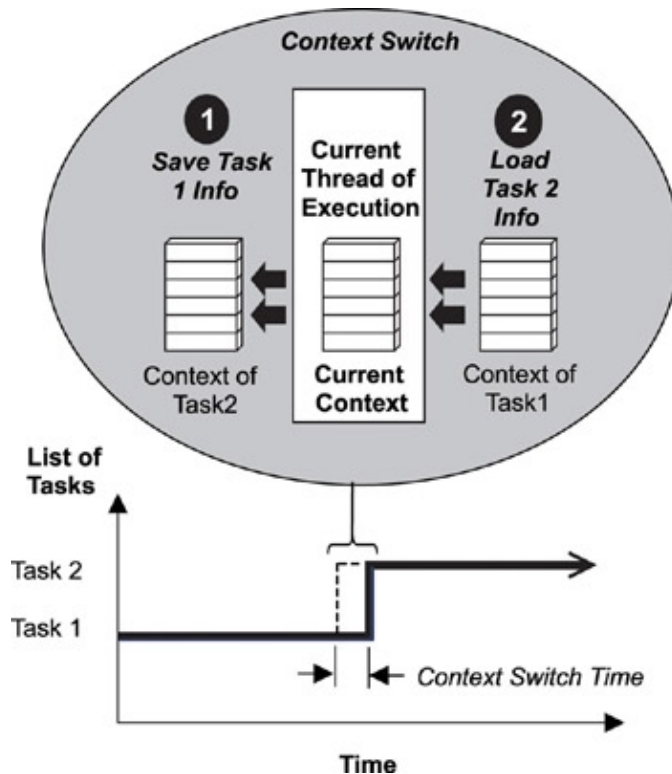 Context Switch
1
Save Task
1 Info
Current
Thread of
Execution
2
Load
Task 2
Info
Context of
Task2
Current
Context
Context of
Task1
List of
Tasks
Task 2
Task 1
Context Switch Time
Time